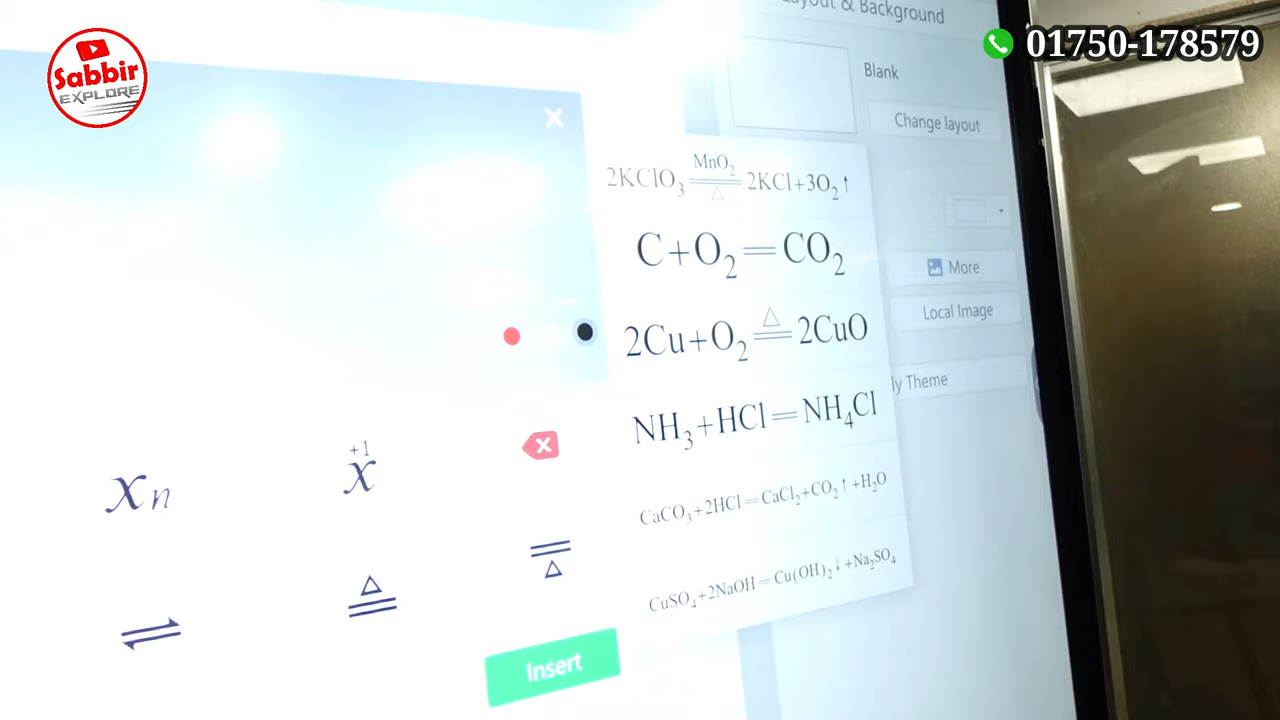 Sabbir
EXPLORE
01750-178579
Layout & Background
Blank
Change layout
More
Local Image
ly Theme
2KClO₃ MnO₂ ══ △ 2KCl+3O₂↑
C+O₂═CO₂
2Cu+O₂ △ ══ 2CuO
NH₃+HCl═NH₄Cl
CaCO₃+2HCl═CaCl₂+CO₂↑+H₂O
CuSO₄+2NaOH═Cu(OH)₂↓+Na₂SO₄
xn
+1
x
⇌
△
══
══
△
Insert